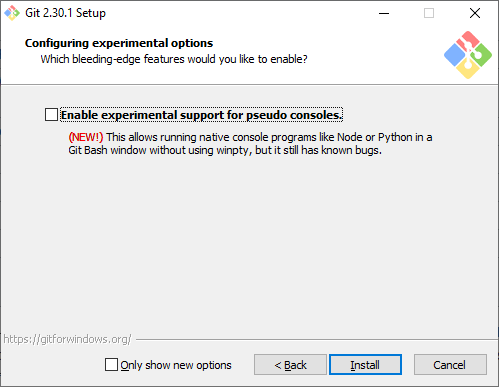 Git 2.30.1 Setup
Configuring experimental options
Which bleeding-edge features would you like to enable?
Enable experimental support for pseudo consoles.
(NEW!) This allows running native console programs like Node or Python in a
Git Bash window without using winpty, but it still has known bugs.
https://gitforwindows.org/
Only show new options
< Back
Install
Cancel